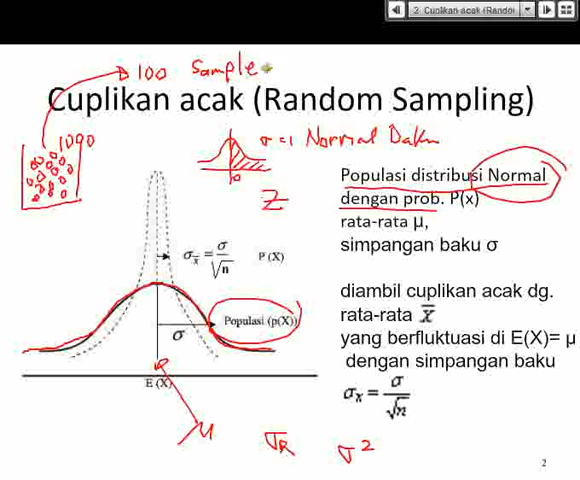 2. Cuplikan acak (Rando
100 Sample
Cuplikan acak (Random Sampling)
1000
σ=1 Normal Baku
0
Z
Populasi distribusi Normal
dengan prob. P(x)
rata-rata μ,
simpangan baku σ
σx̄ = σ/√n
P (X)
Populasi (p(X))
σ
E (X)
diambil cuplikan acak dg.
rata-rata X̄
yang berfluktuasi di E(X)= μ
dengan simpangan baku
σx = σ/√n
μ
σ²
2